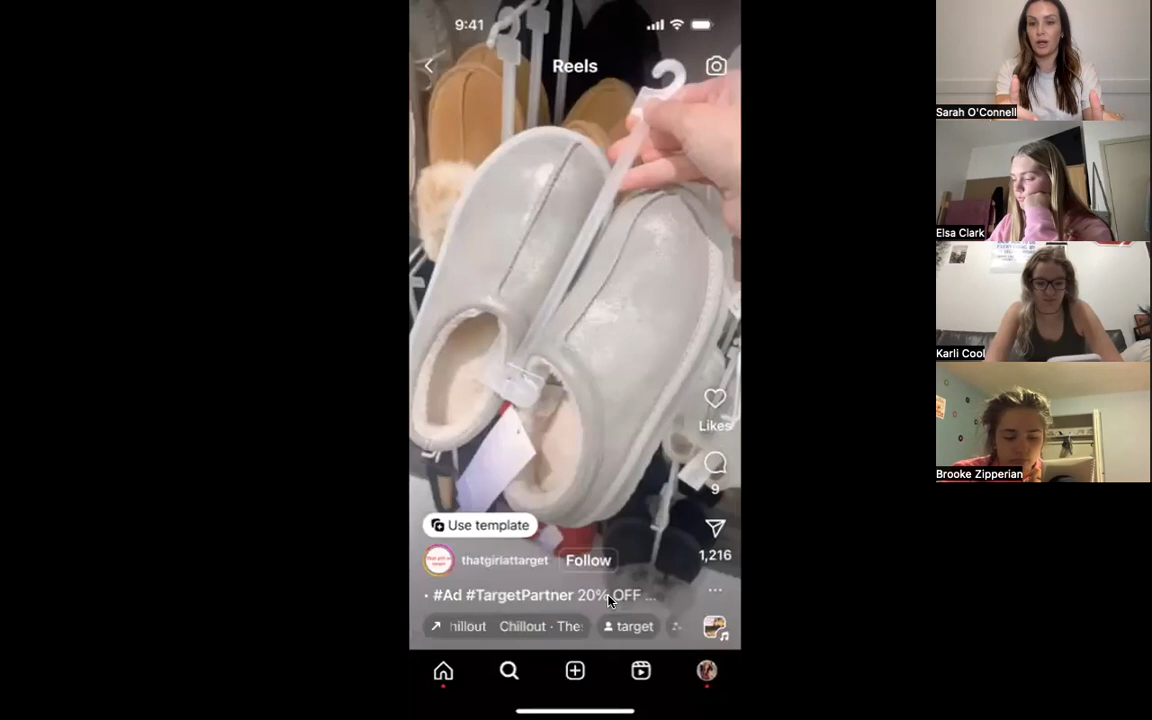 9:41
Reels
Likes
9
Use template
thatgirlattarget
Follow
1,216
· #Ad #TargetPartner 20% OFF ...
hillout Chillout · The
target
Sarah O'Connell
Elsa Clark
Karli Cool
Brooke Zipperian